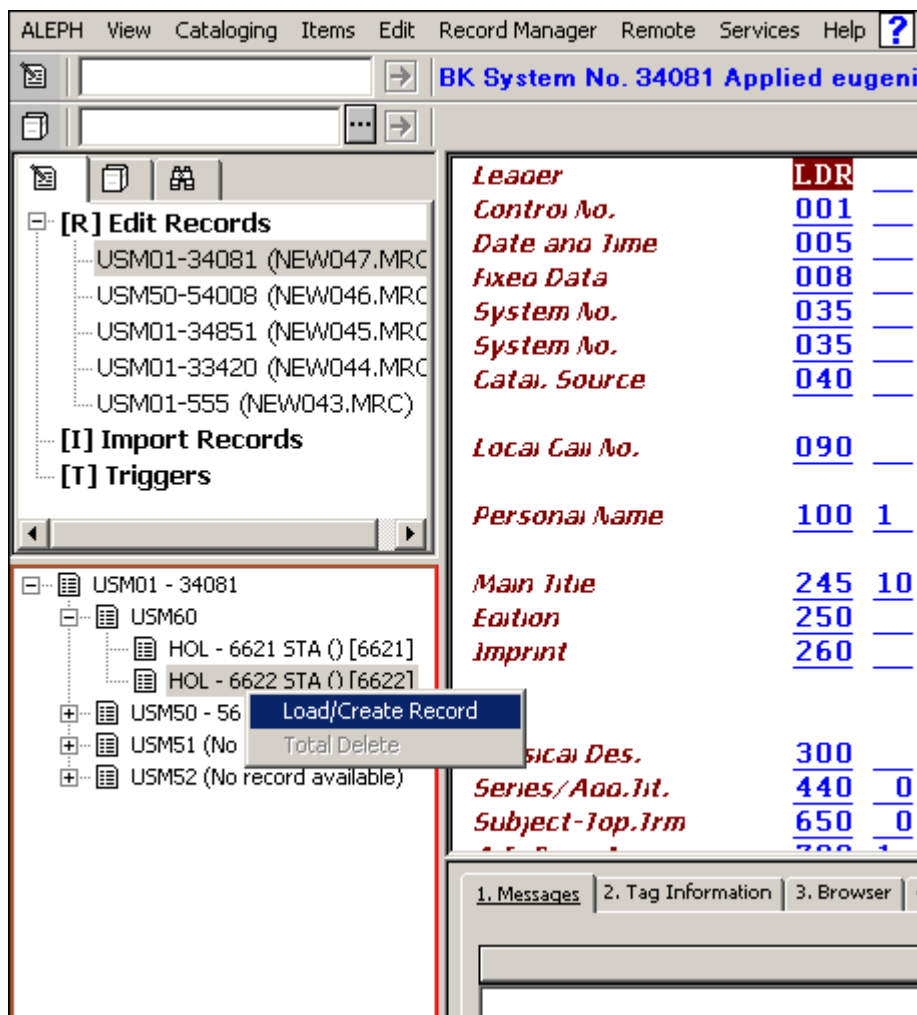 ALEPH View Cataloging Items Edit Record Manager Remote Services Help ?
BK System No. 34081 Applied eugeni
...
[R] Edit Records
USM01-34081 (NEW047.MRC
USM50-54008 (NEW046.MRC
USM01-34851 (NEW045.MRC
USM01-33420 (NEW044.MRC
USM01-555 (NEW043.MRC)
[I] Import Records
[T] Triggers
USM01 - 34081
USM60
HOL - 6621 STA () [6621]
HOL - 6622 STA () [6622]
USM50 - 56
USM51 (No
USM52 (No record available)
Load/Create Record
Total Delete
Leader LDR
Control No. 001
Date and Time 005
Fixed Data 008
System No. 035
System No. 035
Catal. Source 040
Local Call No. 090
Personal Name 100 1
Main Title 245 10
Edition 250
Imprint 260
sical Des. 300
Series/Add.Tit. 440 0
Subject-Top.Trm 650 0
1. Messages 2. Tag Information 3. Browser